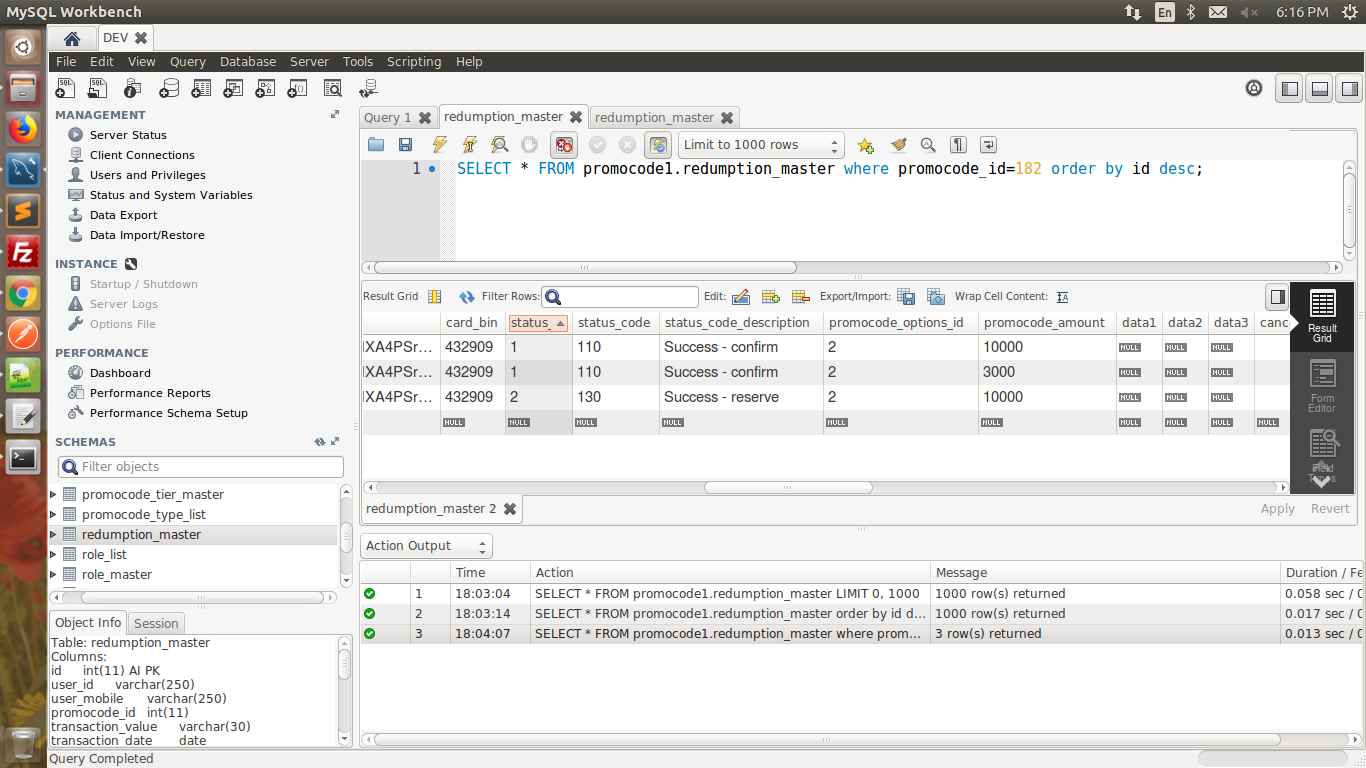 MySQL Workbench
En
6:16 PM
DEV
File Edit View Query Database Server Tools Scripting Help
MANAGEMENT
Server Status
Client Connections
Users and Privileges
Status and System Variables
Data Export
Data Import/Restore
INSTANCE
Startup / Shutdown
Server Logs
Options File
PERFORMANCE
Dashboard
Performance Reports
Performance Schema Setup
SCHEMAS
Filter objects
promocode_tier_master
promocode_type_list
redumption_master
role_list
role_master
Object Info Session
Table: redumption_master
Columns:
id int(11) AI PK
user_id varchar(250)
user_mobile varchar(250)
promocode_id int(11)
transaction_value varchar(30)
transaction_date date
Query Completed
Query 1 redumption_master redumption_master
Limit to 1000 rows
1 SELECT * FROM promocode1.redumption_master where promocode_id=182 order by id desc;
Result Grid Filter Rows: Edit: Export/Import: Wrap Cell Content:
card_bin status_ status_code status_code_description promocode_options_id promocode_amount data1 data2 data3 canc
IXA4PSr... 432909 1 110 Success - confirm 2 10000 NULL NULL NULL
IXA4PSr... 432909 1 110 Success - confirm 2 3000 NULL NULL NULL
IXA4PSr... 432909 2 130 Success - reserve 2 10000 NULL NULL NULL
NULL NULL NULL NULL NULL NULL NULL NULL NULL NULL
Result
Grid
Form
Editor
Field
Types
redumption_master 2
Apply Revert
Action Output
Time Action Message Duration / Fe
1 18:03:04 SELECT * FROM promocode1.redumption_master LIMIT 0, 1000 1000 row(s) returned 0.058 sec / 0
2 18:03:14 SELECT * FROM promocode1.redumption_master order by id d... 1000 row(s) returned 0.017 sec / 0
3 18:04:07 SELECT * FROM promocode1.redumption_master where prom... 3 row(s) returned 0.013 sec / 0